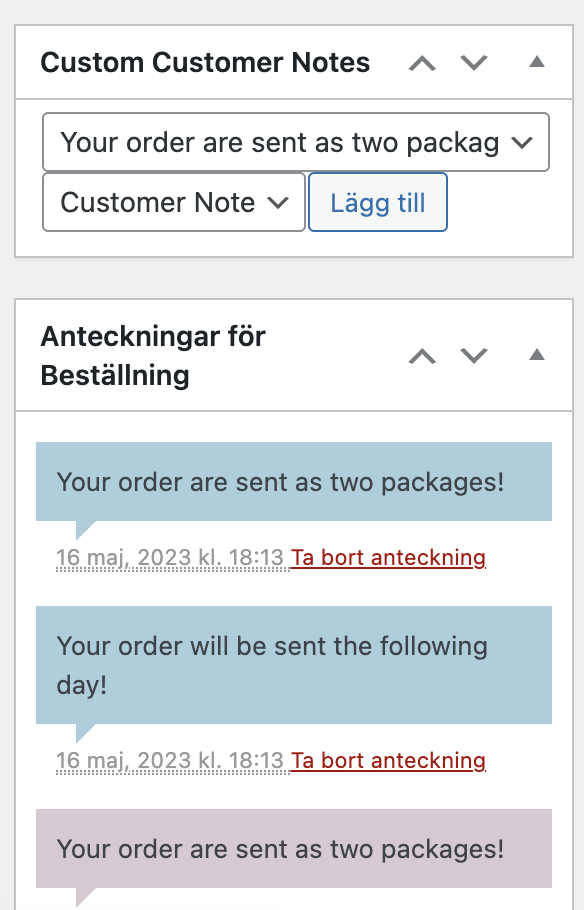 Custom Customer Notes
Your order are sent as two packag
Customer Note
Lägg till
Anteckningar för
Beställning
Your order are sent as two packages!
16 maj, 2023 kl. 18:13 Ta bort anteckning
Your order will be sent the following
day!
16 maj, 2023 kl. 18:13 Ta bort anteckning
Your order are sent as two packages!